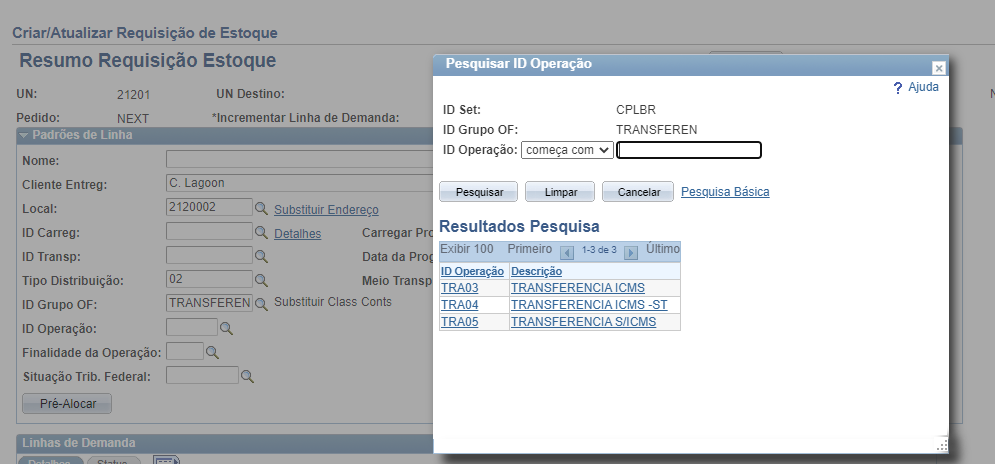 Criar/Atualizar Requisição de Estoque
Resumo Requisição Estoque
UN: 21201 UN Destino:
Pedido: NEXT *Incrementar Linha de Demanda:
Padrões de Linha
Nome:
Cliente Entreg: C. Lagoon
Local: 2120002 Substituir Endereço
ID Carreg: Detalhes Carregar Pro
ID Transp: Data da Prog
Tipo Distribuição: 02 Meio Transp
ID Grupo OF: TRANSFEREN Substituir Class Conts
ID Operação:
Finalidade da Operação:
Situação Trib. Federal:
Pré-Alocar
Linhas de Demanda
Detalhes Status
Pesquisar ID Operação
? Ajuda
ID Set: CPLBR
ID Grupo OF: TRANSFEREN
ID Operação: começa com
Pesquisar Limpar Cancelar Pesquisa Básica
Resultados Pesquisa
Exibir 100 Primeiro 1-3 de 3 Último
ID Operação Descrição
TRA03 TRANSFERENCIA ICMS
TRA04 TRANSFERENCIA ICMS -ST
TRA05 TRANSFERENCIA S/ICMS